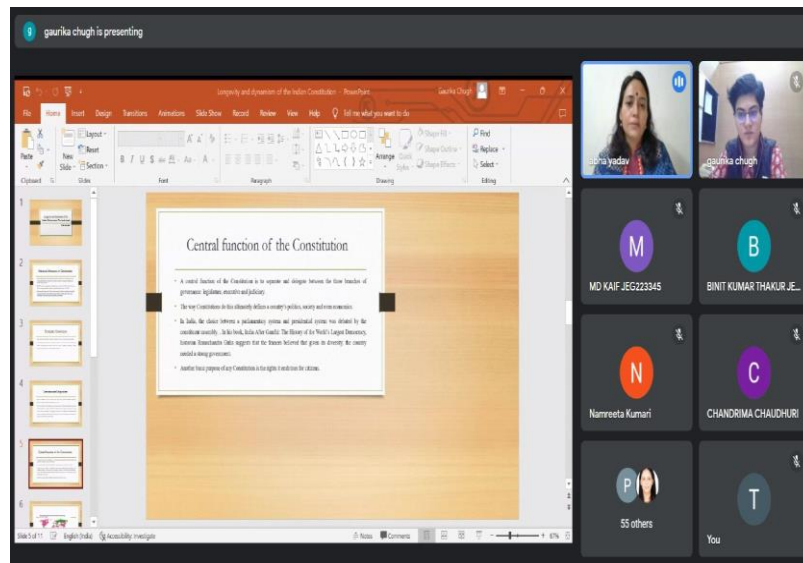 g gaurika chugh is presenting
Longevity and dynamism of the Indian Constitution - PowerPoint
Gaurika Chugh
File Home Insert Design Transitions Animations Slide Show Record Review View Help Tell me what you want to do
Paste
New
Slide
Layout
Reset
Section
B I U S
Arrange
Quick
Styles
Shape Fill
Shape Outline
Shape Effects
Find
Replace
Select
Clipboard Slides Font Paragraph Drawing Editing
1
2
3
4
5
6
Central function of the Constitution
A central function of the Constitution is to separate and delegate between the three branches of
governance: legislature, executive and judiciary.
The way Constitutions do this ultimately defines a country's politics, society and even economics.
In India, the choice between a parliamentary system and presidential system was debated by the
constituent assembly. In the book, India After Gandhi: The History of the World's Largest Democracy,
historian Ramachandra Guha suggests that the framers believed that given its diversity, the country
needed a strong government.
Another basic purpose of any Constitution is the rights it enshrines for citizens.
Slide 5 of 11 English (India) Accessibility: Investigate
Notes Comments 67%
abha yadav
gaurika chugh
M
MD KAIF JEG223345
B
BINIT KUMAR THAKUR JE...
N
Namreeta Kumari
C
CHANDRIMA CHAUDHURI
P
55 others
T
You